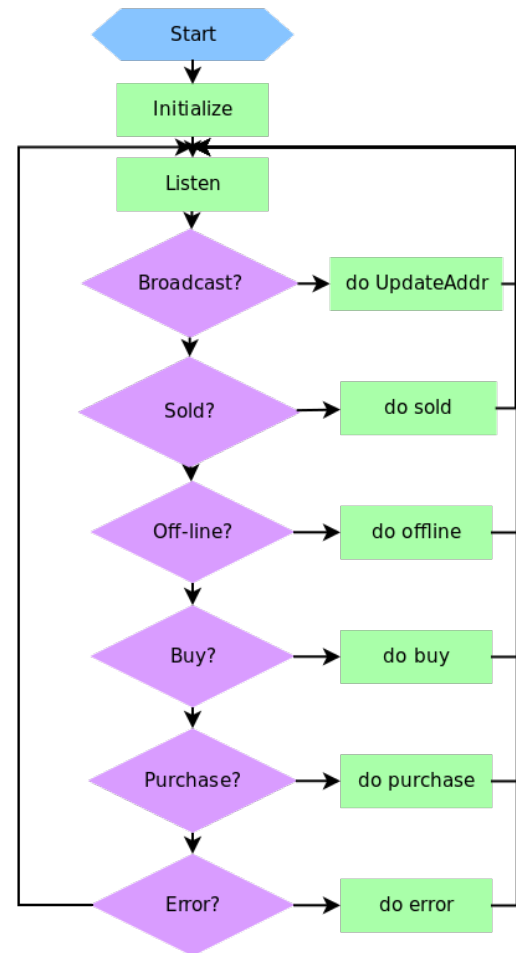 Start
Initialize
Listen
Broadcast?
do UpdateAddr
Sold?
do sold
Off-line?
do offline
Buy?
do buy
Purchase?
do purchase
Error?
do error